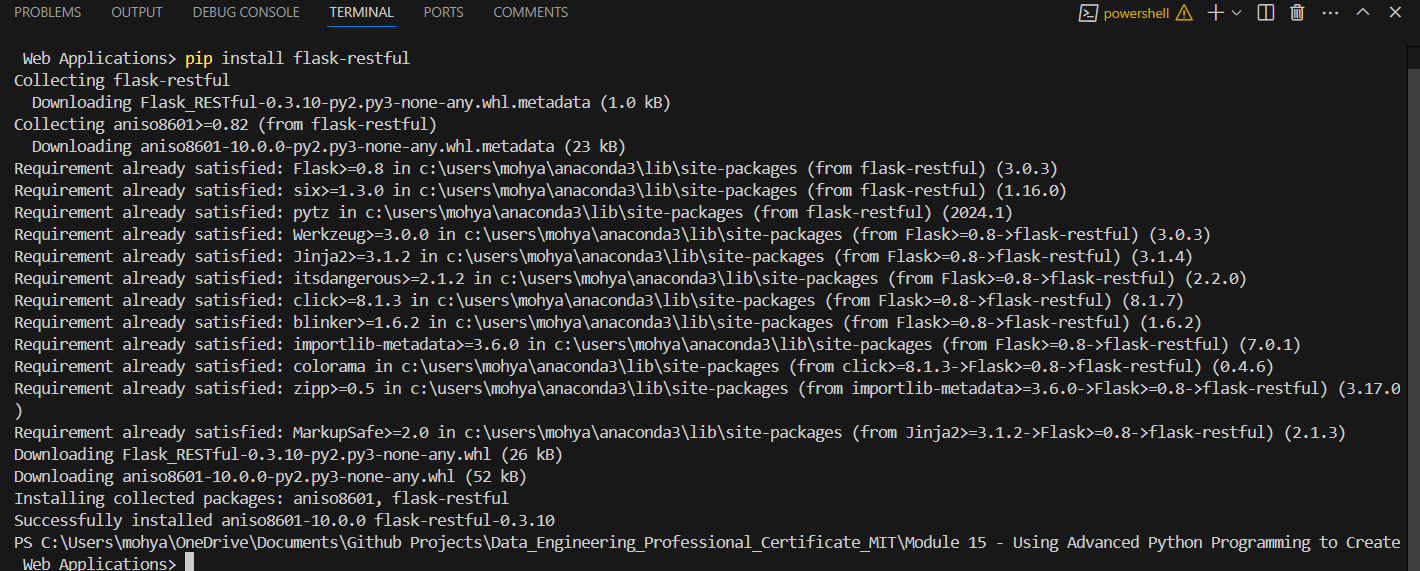 PROBLEMS OUTPUT DEBUG CONSOLE TERMINAL PORTS COMMENTS powershell
Web Applications> pip install flask-restful
Collecting flask-restful
  Downloading Flask_RESTful-0.3.10-py2.py3-none-any.whl.metadata (1.0 kB)
Collecting aniso8601>=0.82 (from flask-restful)
  Downloading aniso8601-10.0.0-py2.py3-none-any.whl.metadata (23 kB)
Requirement already satisfied: Flask>=0.8 in c:\users\mohya\anaconda3\lib\site-packages (from flask-restful) (3.0.3)
Requirement already satisfied: six>=1.3.0 in c:\users\mohya\anaconda3\lib\site-packages (from flask-restful) (1.16.0)
Requirement already satisfied: pytz in c:\users\mohya\anaconda3\lib\site-packages (from flask-restful) (2024.1)
Requirement already satisfied: Werkzeug>=3.0.0 in c:\users\mohya\anaconda3\lib\site-packages (from Flask>=0.8->flask-restful) (3.0.3)
Requirement already satisfied: Jinja2>=3.1.2 in c:\users\mohya\anaconda3\lib\site-packages (from Flask>=0.8->flask-restful) (3.1.4)
Requirement already satisfied: itsdangerous>=2.1.2 in c:\users\mohya\anaconda3\lib\site-packages (from Flask>=0.8->flask-restful) (2.2.0)
Requirement already satisfied: click>=8.1.3 in c:\users\mohya\anaconda3\lib\site-packages (from Flask>=0.8->flask-restful) (8.1.7)
Requirement already satisfied: blinker>=1.6.2 in c:\users\mohya\anaconda3\lib\site-packages (from Flask>=0.8->flask-restful) (1.6.2)
Requirement already satisfied: importlib-metadata>=3.6.0 in c:\users\mohya\anaconda3\lib\site-packages (from Flask>=0.8->flask-restful) (7.0.1)
Requirement already satisfied: colorama in c:\users\mohya\anaconda3\lib\site-packages (from click>=8.1.3->Flask>=0.8->flask-restful) (0.4.6)
Requirement already satisfied: zipp>=0.5 in c:\users\mohya\anaconda3\lib\site-packages (from importlib-metadata>=3.6.0->Flask>=0.8->flask-restful) (3.17.0
)
Requirement already satisfied: MarkupSafe>=2.0 in c:\users\mohya\anaconda3\lib\site-packages (from Jinja2>=3.1.2->Flask>=0.8->flask-restful) (2.1.3)
Downloading Flask_RESTful-0.3.10-py2.py3-none-any.whl (26 kB)
Downloading aniso8601-10.0.0-py2.py3-none-any.whl (52 kB)
Installing collected packages: aniso8601, flask-restful
Successfully installed aniso8601-10.0.0 flask-restful-0.3.10
PS C:\Users\mohya\OneDrive\Documents\Github Projects\Data_Engineering_Professional_Certificate_MIT\Module 15 - Using Advanced Python Programming to Create
Web Applications>